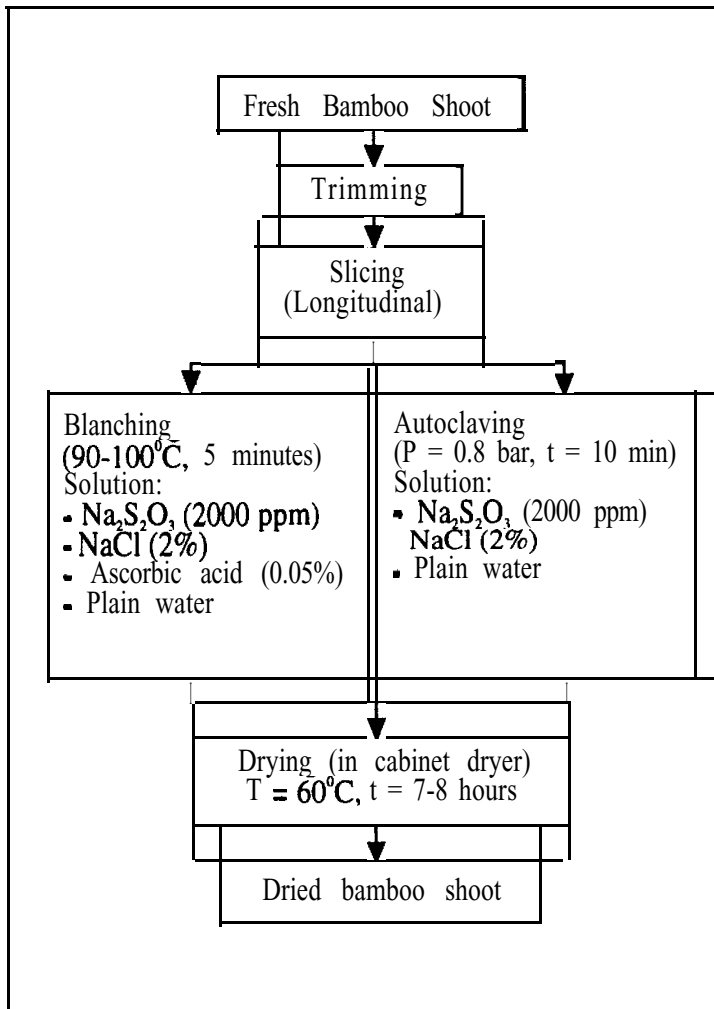 Fresh Bamboo Shoot
Trimming
Slicing
(Longitudinal)
Blanching
(90-100°C, 5 minutes)
Solution:
- Na₂S₂O₃ (2000 ppm)
- NaCl (2%)
- Ascorbic acid (0.05%)
- Plain water
Autoclaving
(P = 0.8 bar, t = 10 min)
Solution:
- Na₂S₂O₃ (2000 ppm)
NaCl (2%)
- Plain water
Drying (in cabinet dryer)
T = 60°C, t = 7-8 hours
Dried bamboo shoot